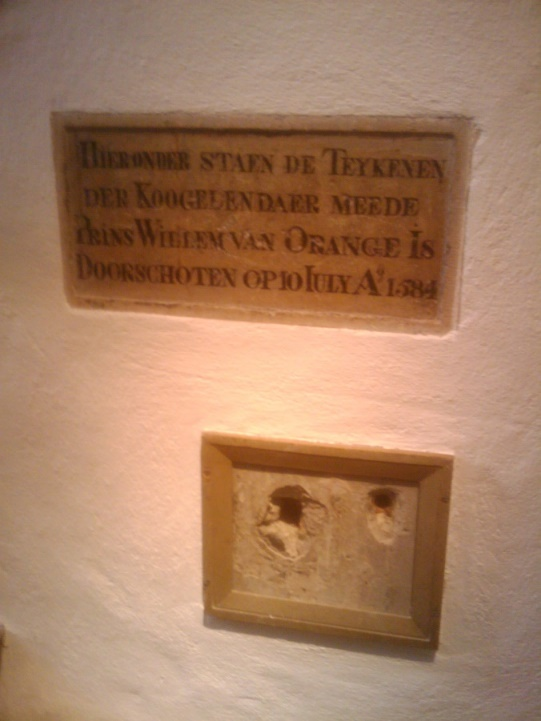 HIERONDER STAEN DE TEYKENEN
DER KOOGELEN DAER MEEDE
PRINS WILLEM VAN ORANGE IS
DOORSCHOTEN OP 10 IULY Aº 1584